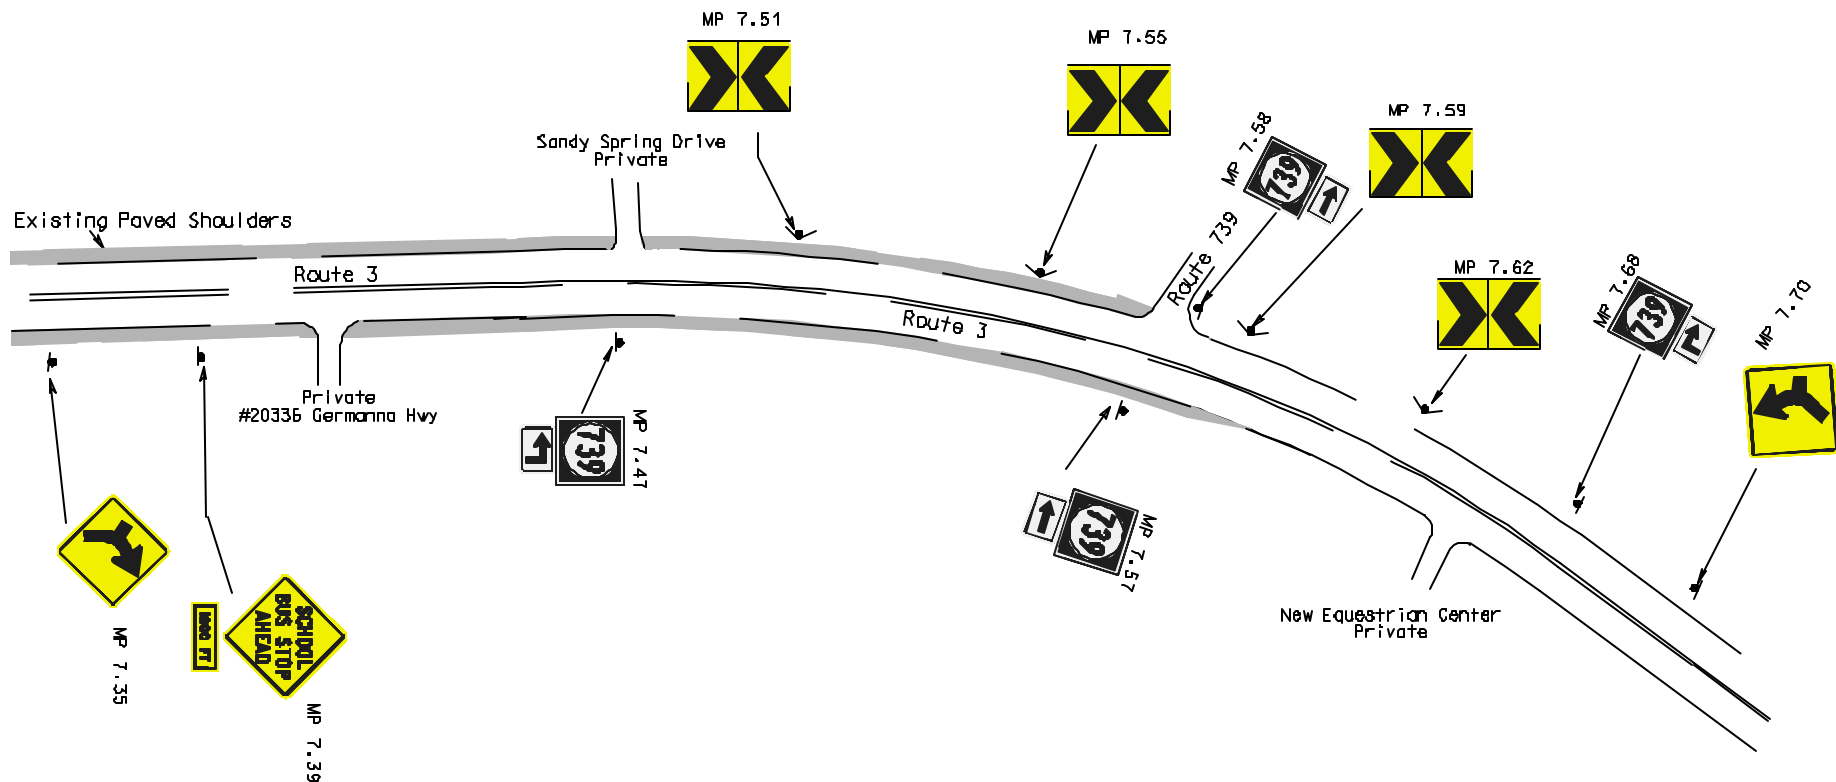 MP 7.51
MP 7.55
MP 7.59
MP 7.58
739
Sandy Spring Drive
Private
Existing Paved Shoulders
Route 3
Route 739
Route 3
MP 7.62
MP 7.68
739
MP 7.70
Private
#20336 Germanna Hwy
739
MP 7.47
739
MP 7.57
New Equestrian Center
Private
MP 7.35
SCHOOL
BUS STOP
AHEAD
FT
MP 7.39